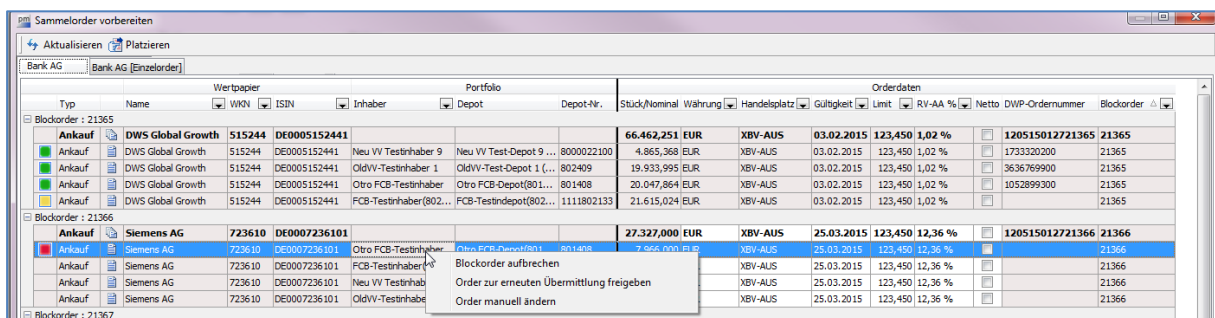 pm Sammelorder vorbereiten
Aktualisieren Platzieren
Bank AG Bank AG [Einzelorder]
Wertpapier Portfolio Orderdaten
Typ Name WKN ISIN Inhaber Depot Depot-Nr. Stück/Nominal Währung Handelsplatz Gültigkeit Limit RV-AA % Netto DWP-Ordernummer Blockorder
Blockorder : 21365
Ankauf DWS Global Growth 515244 DE0005152441 66.462,251 EUR XBV-AUS 03.02.2015 123,450 1,02 % 120515012721365 21365
Ankauf DWS Global Growth 515244 DE0005152441 Neu VV Testinhaber 9 Neu VV Test-Depot 9 ... 8000022100 4.865,368 EUR XBV-AUS 03.02.2015 123,450 1,02 % 1733320200 21365
Ankauf DWS Global Growth 515244 DE0005152441 OldVV-Testinhaber 1 OldVV-Test-Depot 1 (... 802409 19.933,995 EUR XBV-AUS 03.02.2015 123,450 1,02 % 3636769900 21365
Ankauf DWS Global Growth 515244 DE0005152441 Otro FCB-Testinhaber Otro FCB-Depot(801... 801408 20.047,864 EUR XBV-AUS 03.02.2015 123,450 1,02 % 1052899300 21365
Ankauf DWS Global Growth 515244 DE0005152441 FCB-Testinhaber(802... FCB-Testindepot(802... 1111802133 21.615,024 EUR XBV-AUS 03.02.2015 123,450 1,02 % 21365
Blockorder : 21366
Ankauf Siemens AG 723610 DE0007236101 27.327,000 EUR XBV-AUS 25.03.2015 123,450 12,36 % 120515012721366 21366
Ankauf Siemens AG 723610 DE0007236101 Otro FCB-Testinhaber Otro FCB-Depot(801... 801408 7.966,000 EUR XBV-AUS 25.03.2015 123,450 12,36 % 21366
Ankauf Siemens AG 723610 DE0007236101 FCB-Testinhaber( XBV-AUS 25.03.2015 123,450 12,36 % 21366
Ankauf Siemens AG 723610 DE0007236101 Neu VV Testinhab XBV-AUS 25.03.2015 123,450 12,36 % 21366
Ankauf Siemens AG 723610 DE0007236101 OldVV-Testinhabe XBV-AUS 25.03.2015 123,450 12,36 % 21366
Blockorder aufbrechen
Order zur erneuten Übermittlung freigeben
Order manuell ändern
Blockorder : 21367